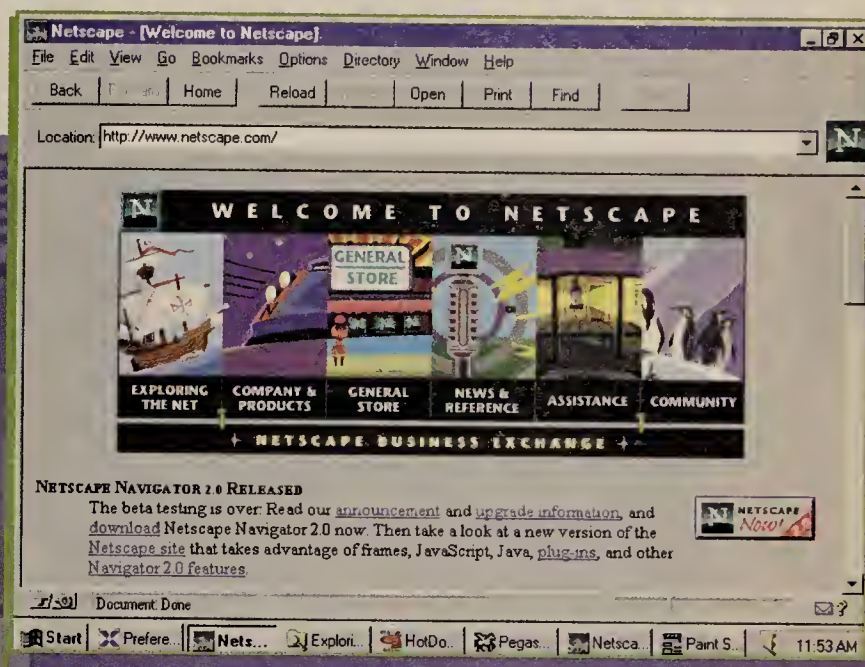 Netscape - [Welcome to Netscape]
File Edit View Go Bookmarks Options Directory Window Help
Back Home Reload Open Print Find
Location: http://www.netscape.com/
N
N
WELCOME TO NETSCAPE
GENERAL STORE
N
EXPLORING THE NET
COMPANY & PRODUCTS
GENERAL STORE
NEWS & REFERENCE
ASSISTANCE
COMMUNITY
NETSCAPE BUSINESS EXCHANGE
NETSCAPE NAVIGATOR 2.0 RELEASED
The beta testing is over: Read our announcement and upgrade information, and
download Netscape Navigator 2.0 now. Then take a look at a new version of the
Netscape site that takes advantage of frames, JavaScript, Java, plug-ins, and other
Navigator 2.0 features.
N NETSCAPE
Now!
Document: Done
Start Prefere... Nets... Explori... HotDo... Pegas... Netsca... Paint S... 11:53 AM